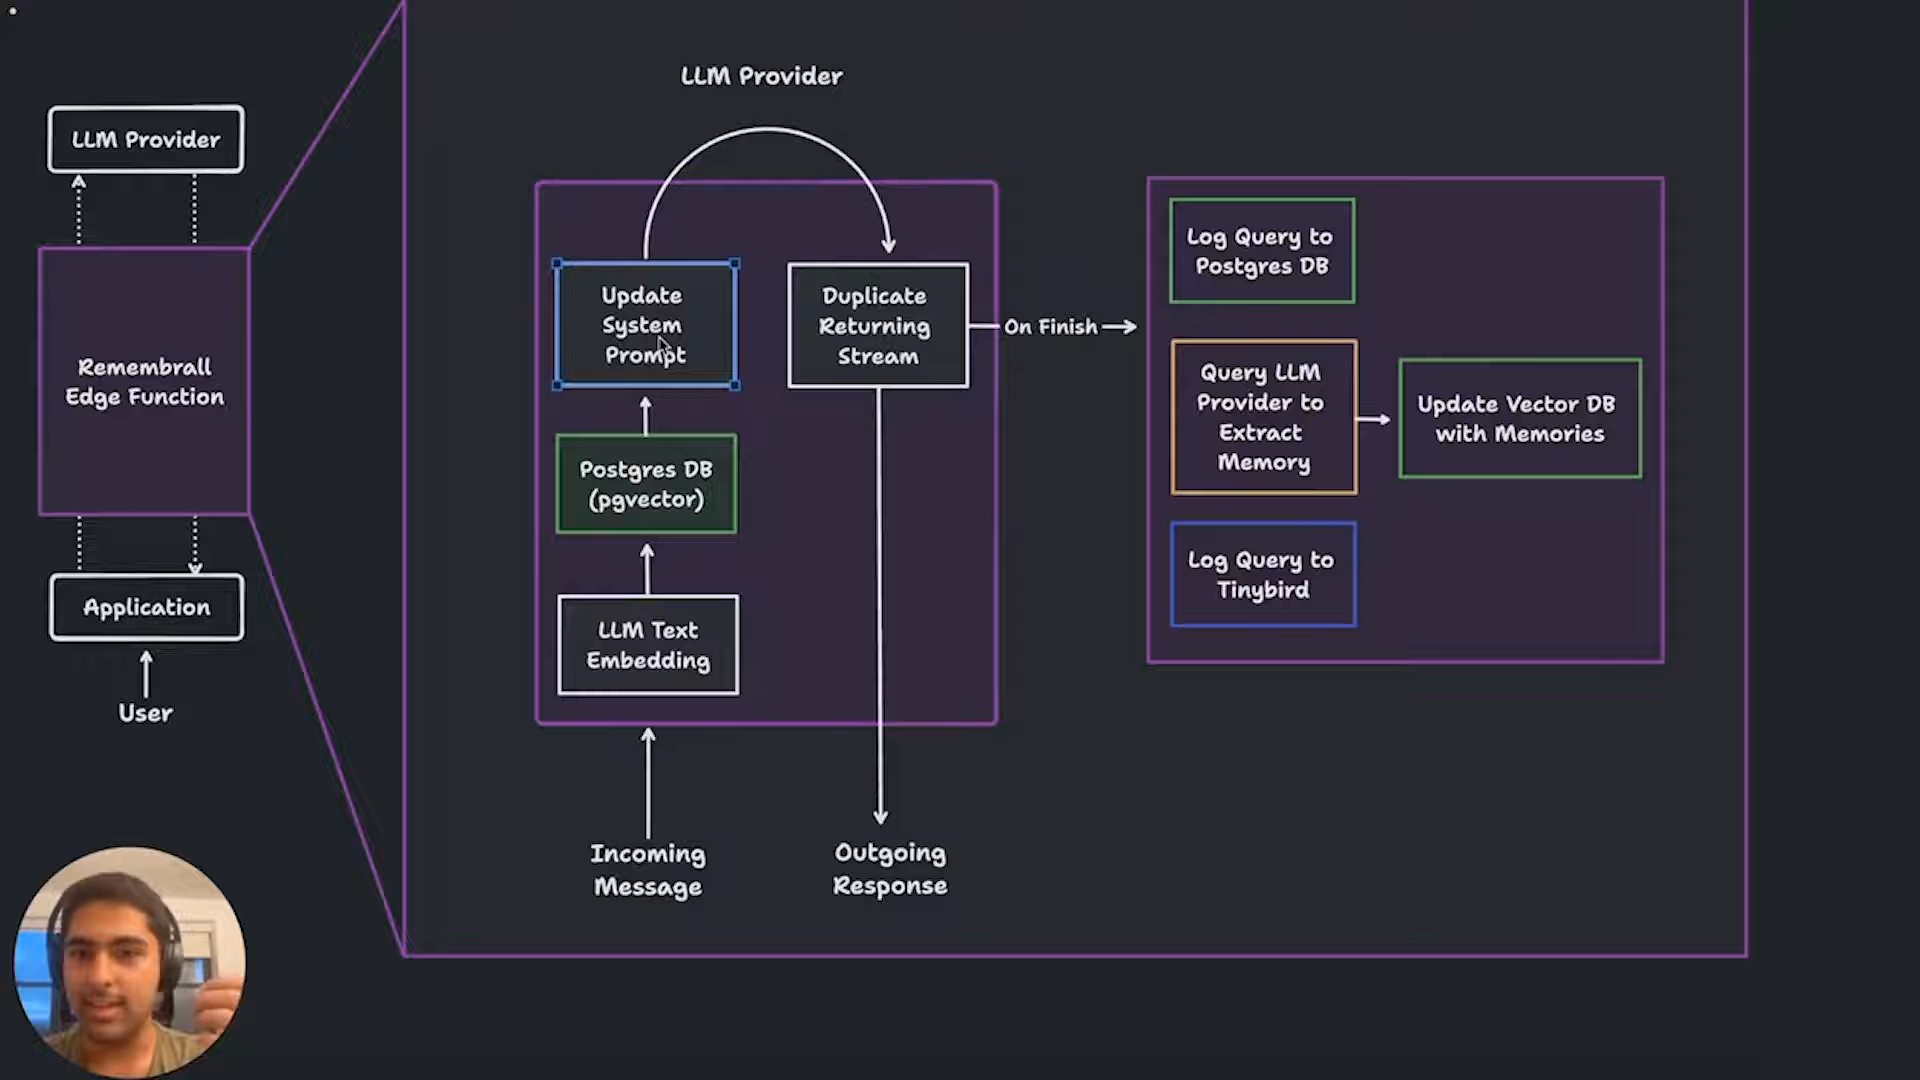 LLM Provider
Remembrall
Edge Function
Application
User
LLM Provider
Update
System
Prompt
Duplicate
Returning
Stream
On Finish
Postgres DB
(pgvector)
LLM Text
Embedding
Incoming
Message
Outgoing
Response
Log Query to
Postgres DB
Query LLM
Provider to
Extract
Memory
Update Vector DB
with Memories
Log Query to
Tinybird